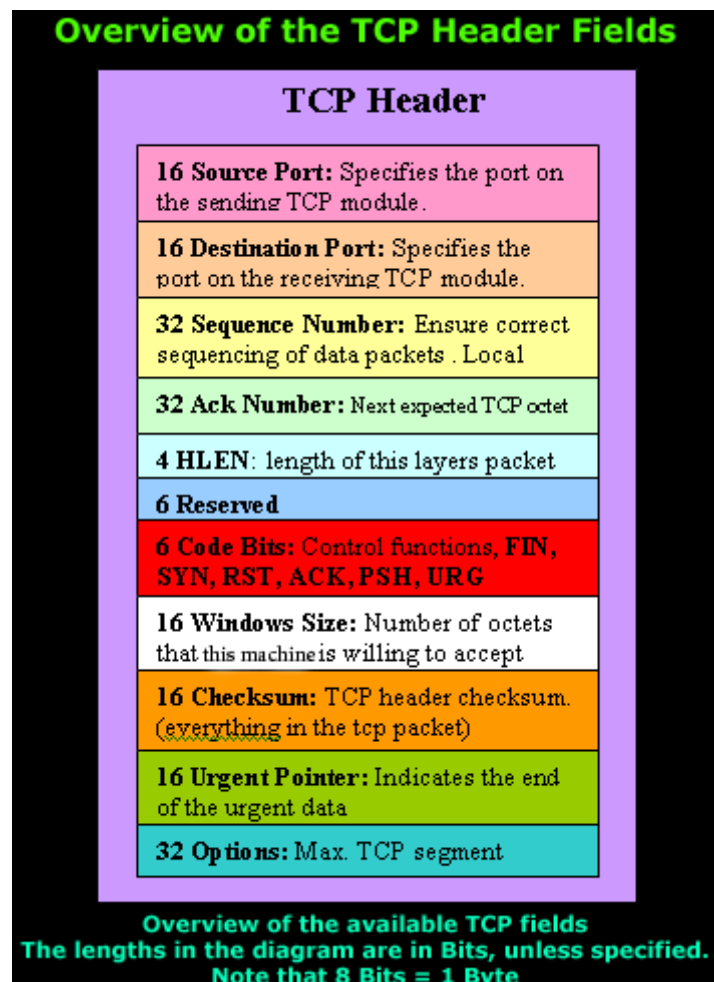 Overview of the TCP Header Fields
TCP Header
16 Source Port: Specifies the port on
the sending TCP module.
16 Destination Port: Specifies the
port on the receiving TCP module.
32 Sequence Number: Ensure correct
sequencing of data packets . Local
32 Ack Number: Next expected TCP octet
4 HLEN: length of this layers packet
6 Reserved
6 Code Bits: Control functions, FIN,
SYN, RST, ACK, PSH, URG
16 Windows Size: Number of octets
that this machine is willing to accept
16 Checksum: TCP header checksum.
(everything in the tcp packet)
16 Urgent Pointer: Indicates the end
of the urgent data
32 Options: Max. TCP segment
Overview of the available TCP fields
The lengths in the diagram are in Bits, unless specified.
Note that 8 Bits = 1 Byte